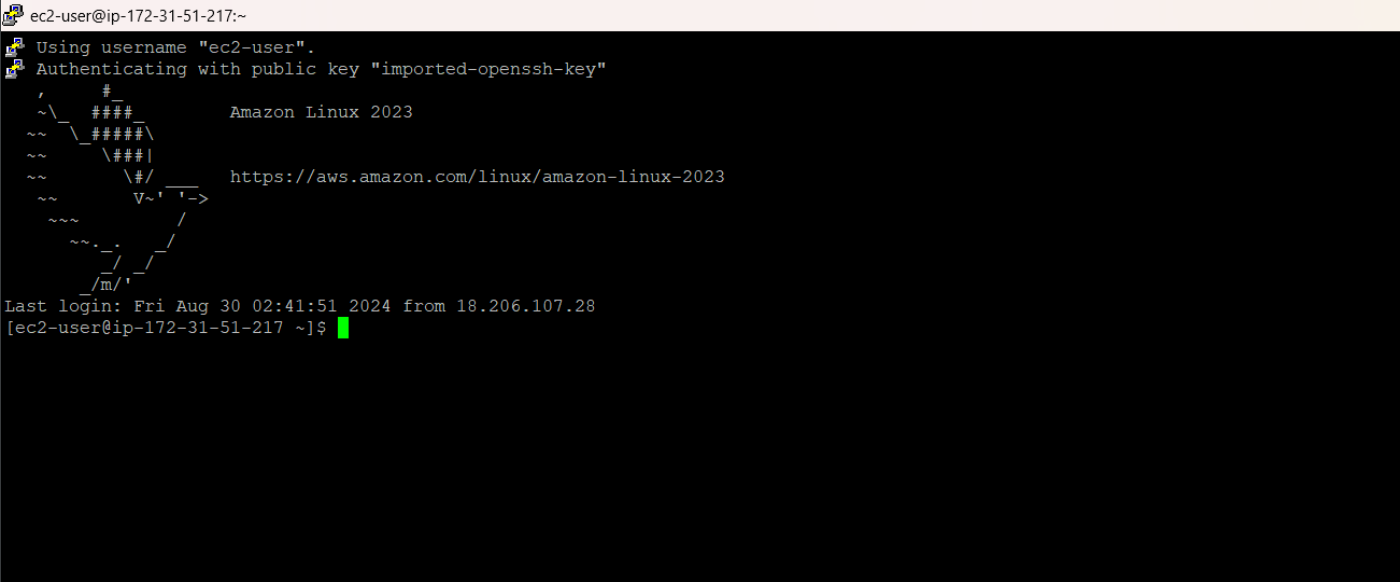 ec2-user@ip-172-31-51-217:~
Using username "ec2-user".
Authenticating with public key "imported-openssh-key"
   ,     #_
   ~\_  ####_        Amazon Linux 2023
  ~~  \_#####\
  ~~     \###|
  ~~       \#/ ___   https://aws.amazon.com/linux/amazon-linux-2023
   ~~       V~' '->
    ~~~         /
      ~~._.   _/
         _/ _/
       _/m/'
Last login: Fri Aug 30 02:41:51 2024 from 18.206.107.28
[ec2-user@ip-172-31-51-217 ~]$